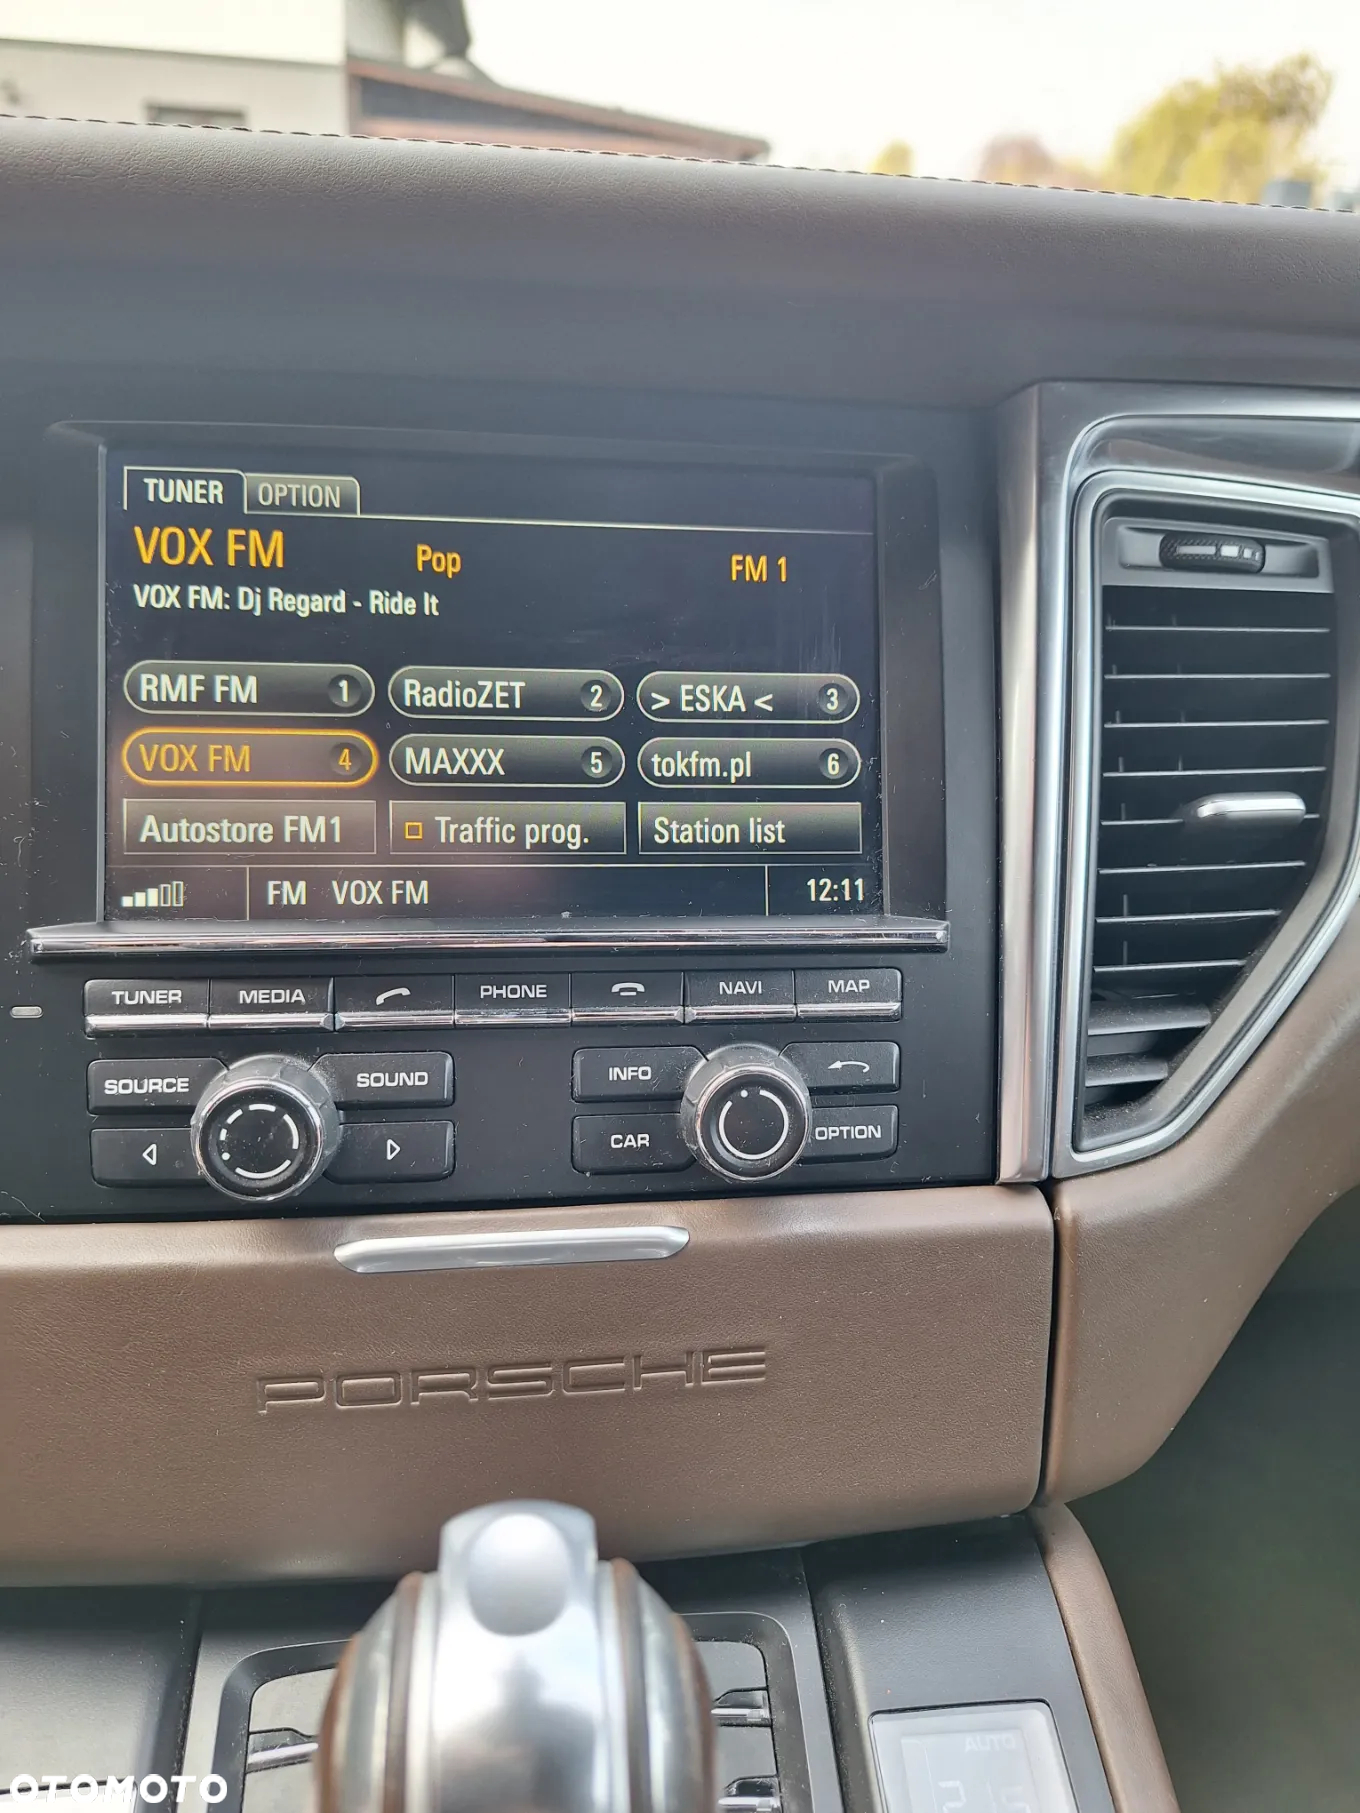 TUNER OPTION
VOX FM Pop FM 1
VOX FM: Dj Regard - Ride It
RMF FM 1 RadioZET 2 > ESKA < 3
VOX FM 4 MAXXX 5 tokfm.pl 6
Autostore FM1 Traffic prog. Station list
FM VOX FM 12:11
TUNER MEDIA PHONE NAVI MAP
SOURCE SOUND INFO
CAR OPTION
PORSCHE
AUTO
OTOMOTO